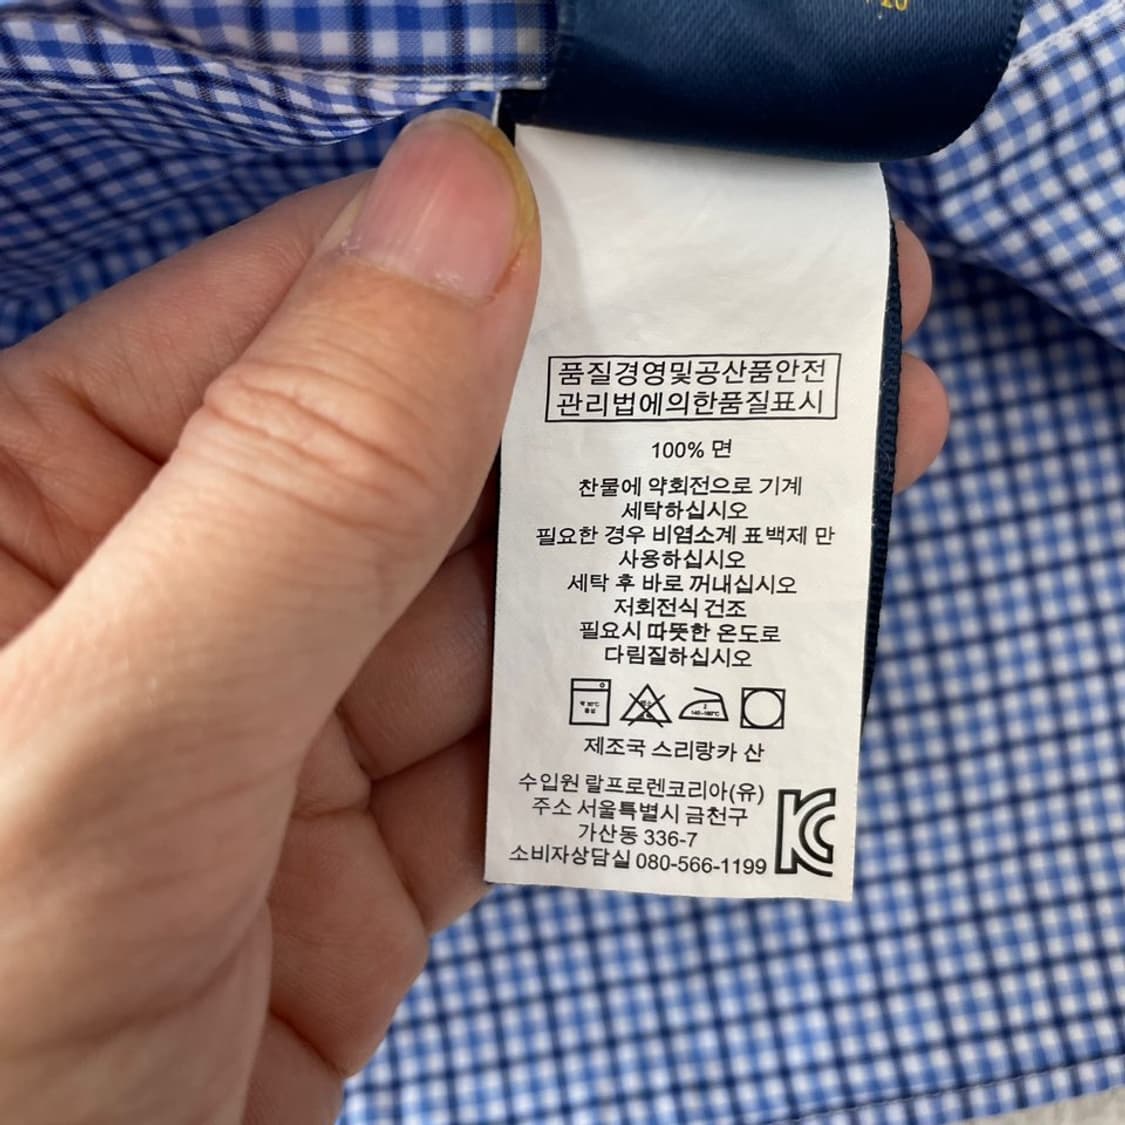 20
품질경영및공산품안전
관리법에의한품질표시
100% 면
찬물에 약회전으로 기계
세탁하십시오
필요한 경우 비염소계 표백제 만
사용하십시오
세탁 후 바로 꺼내십시오
저회전식 건조
필요시 따뜻한 온도로
다림질하십시오
제조국 스리랑카 산
수입원 랄프로렌코리아(유)
주소 서울특별시 금천구
가산동 336-7
소비자상담실 080-566-1199